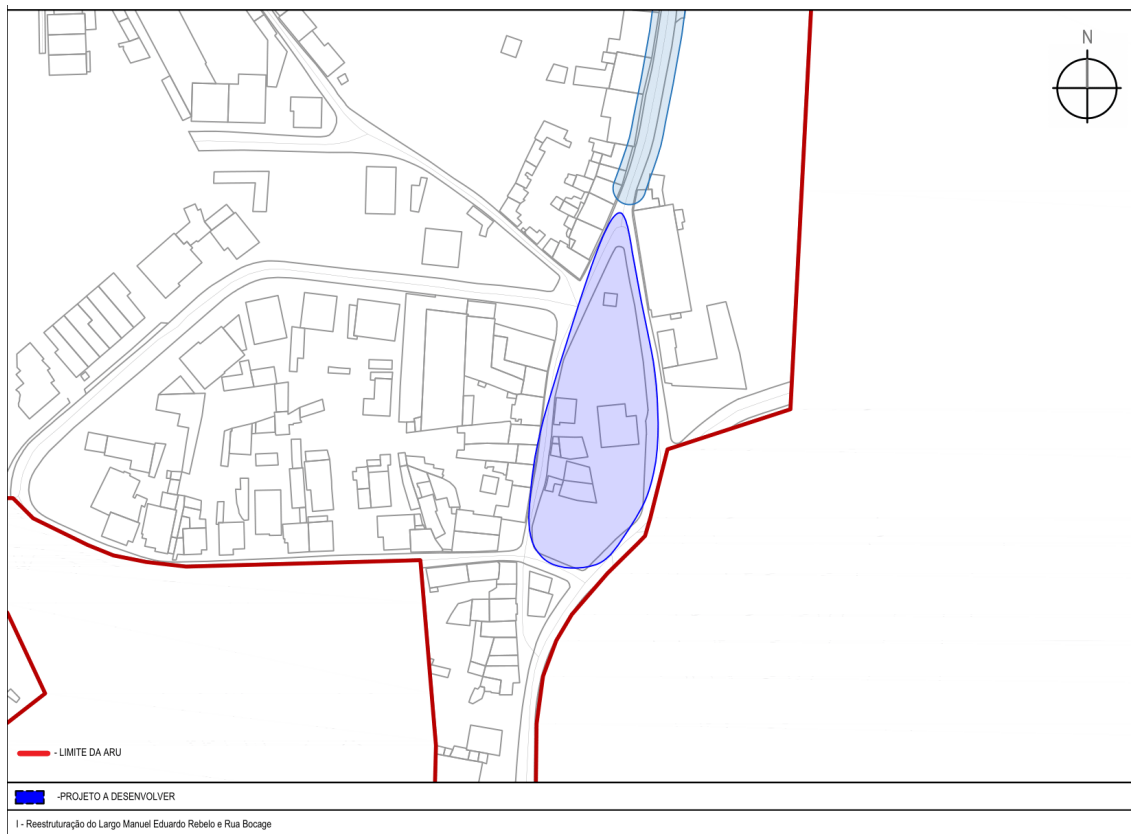 N
- LIMITE DA ARU
-PROJETO A DESENVOLVER
I - Reestruturação do Largo Manuel Eduardo Rebelo e Rua Bocage